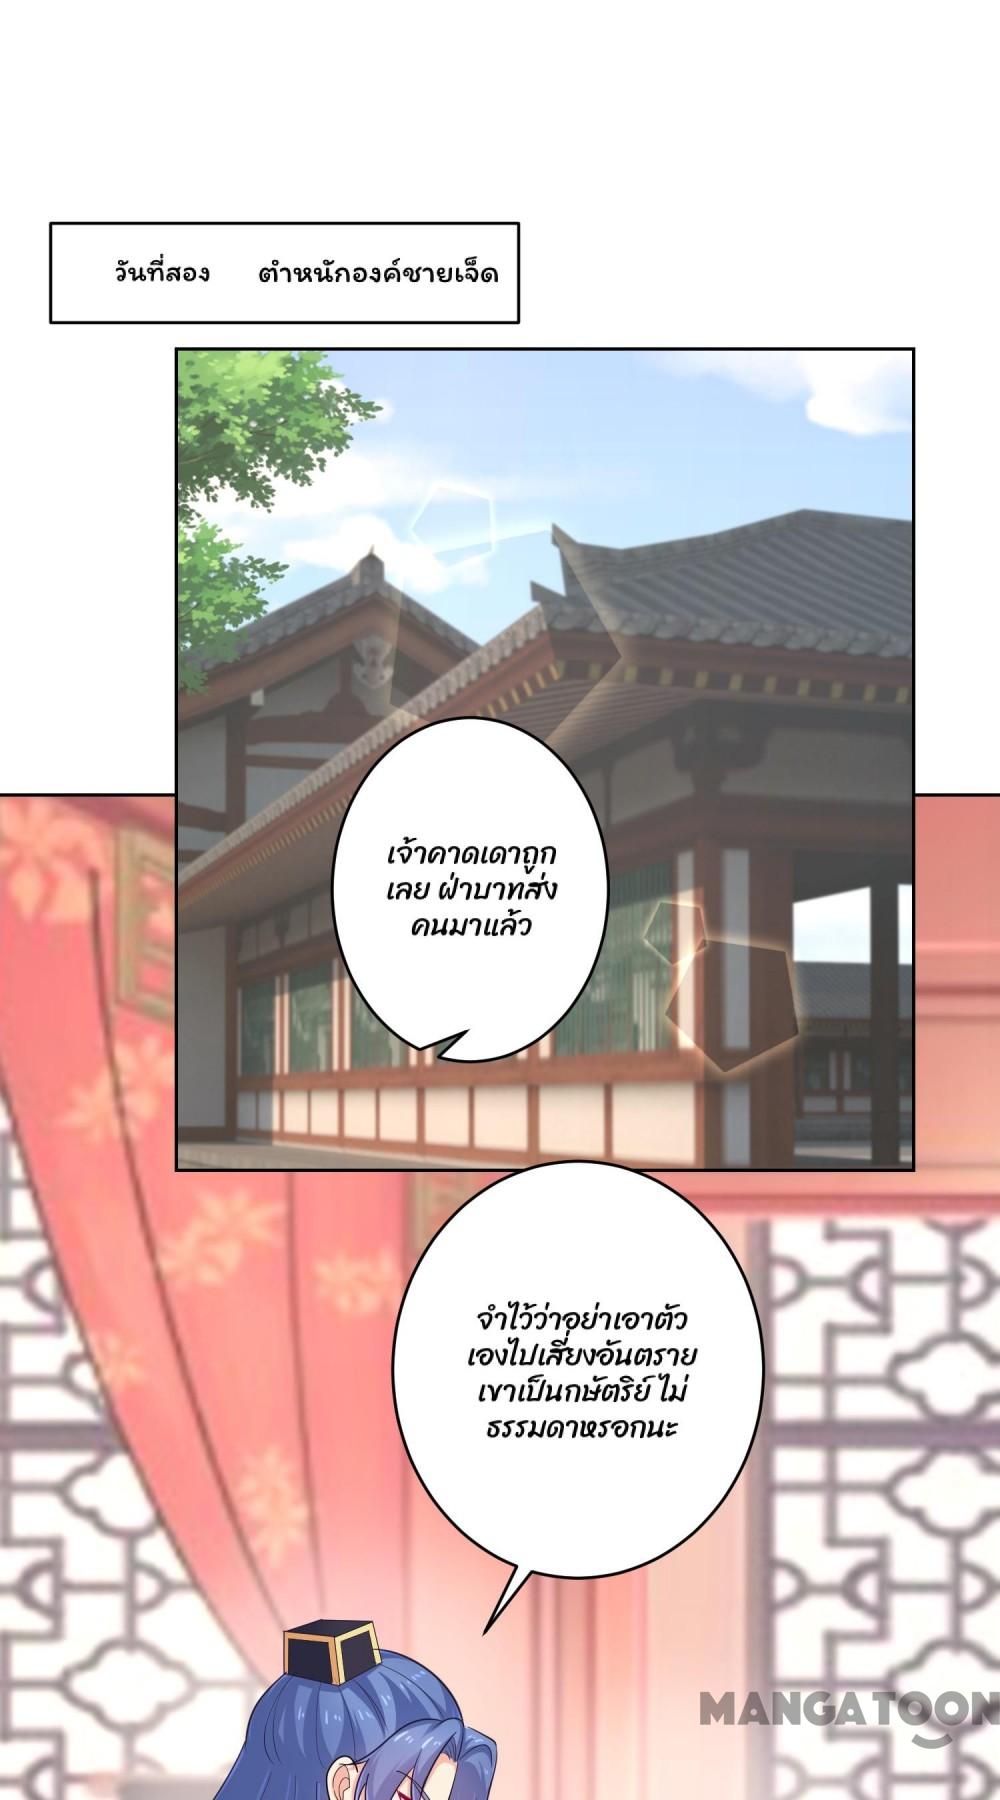 วันที่สอง ตำหนักองค์ชายเจ็ด
เจ้าคาดเดาถูก
เลย ฝ่าบาทส่ง
คนมาแล้ว
จำไว้ว่าอย่าเอาตัว
เองไปเสี่ยงอันตราย
เขาเป็นกษัตริย์ ไม่
ธรรมดาหรอกนะ
MANGATOON